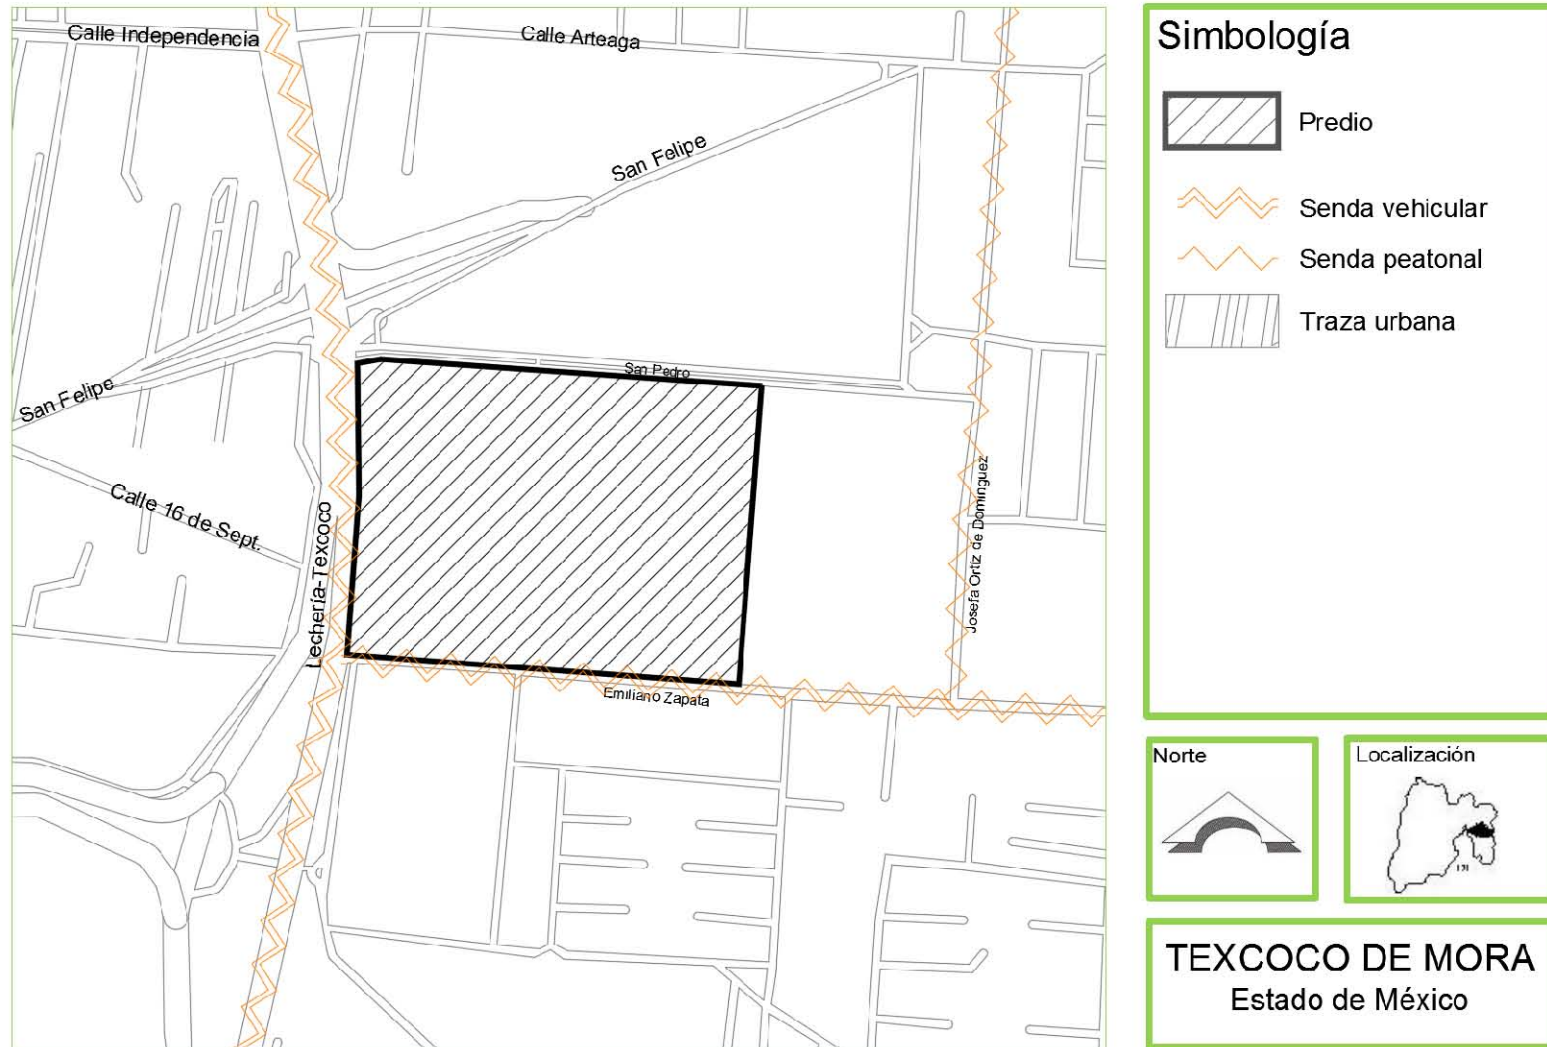 Calle Independencia
Calle Arteaga
San Felipe
San Pedro
San Felipe
Calle 16 de Sept.
Lechería-Texcoco
Josefa Ortiz de Dominguez
Emiliano Zapata
Simbología
Predio
Senda vehicular
Senda peatonal
Traza urbana
Norte
Localización
TEXCOCO DE MORA
Estado de México